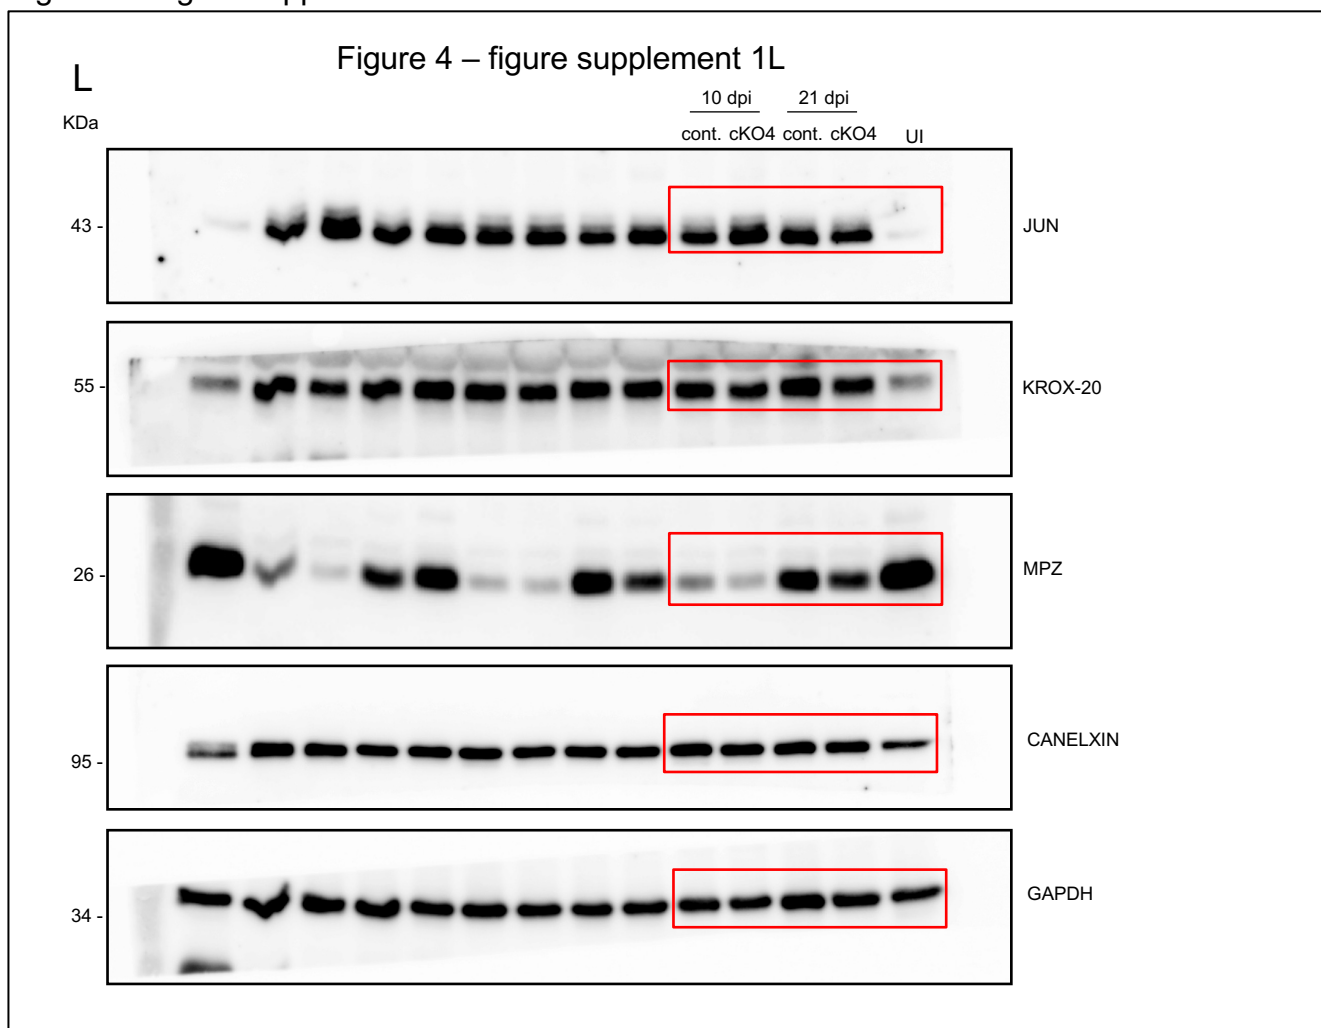 Figure 4 – figure supplement 1L
L
KDa
10 dpi 21 dpi
cont. cKO4 cont. cKO4 UI
43 - JUN
55 - KROX-20
26 - MPZ
95 - CANELXIN
34 - GAPDH